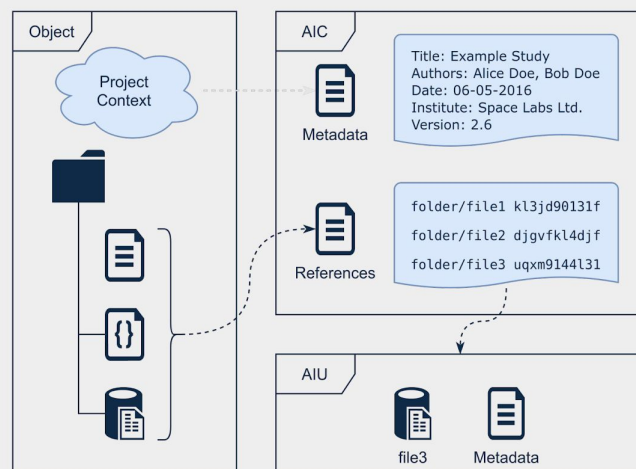 Object
Project
Context
AIC
Metadata
Title: Example Study
Authors: Alice Doe, Bob Doe
Date: 06-05-2016
Institute: Space Labs Ltd.
Version: 2.6
References
folder/file1 kl3jd90131f
folder/file2 djgvfkl4djf
folder/file3 uqxm9144l31
{}
AIU
file3
Metadata